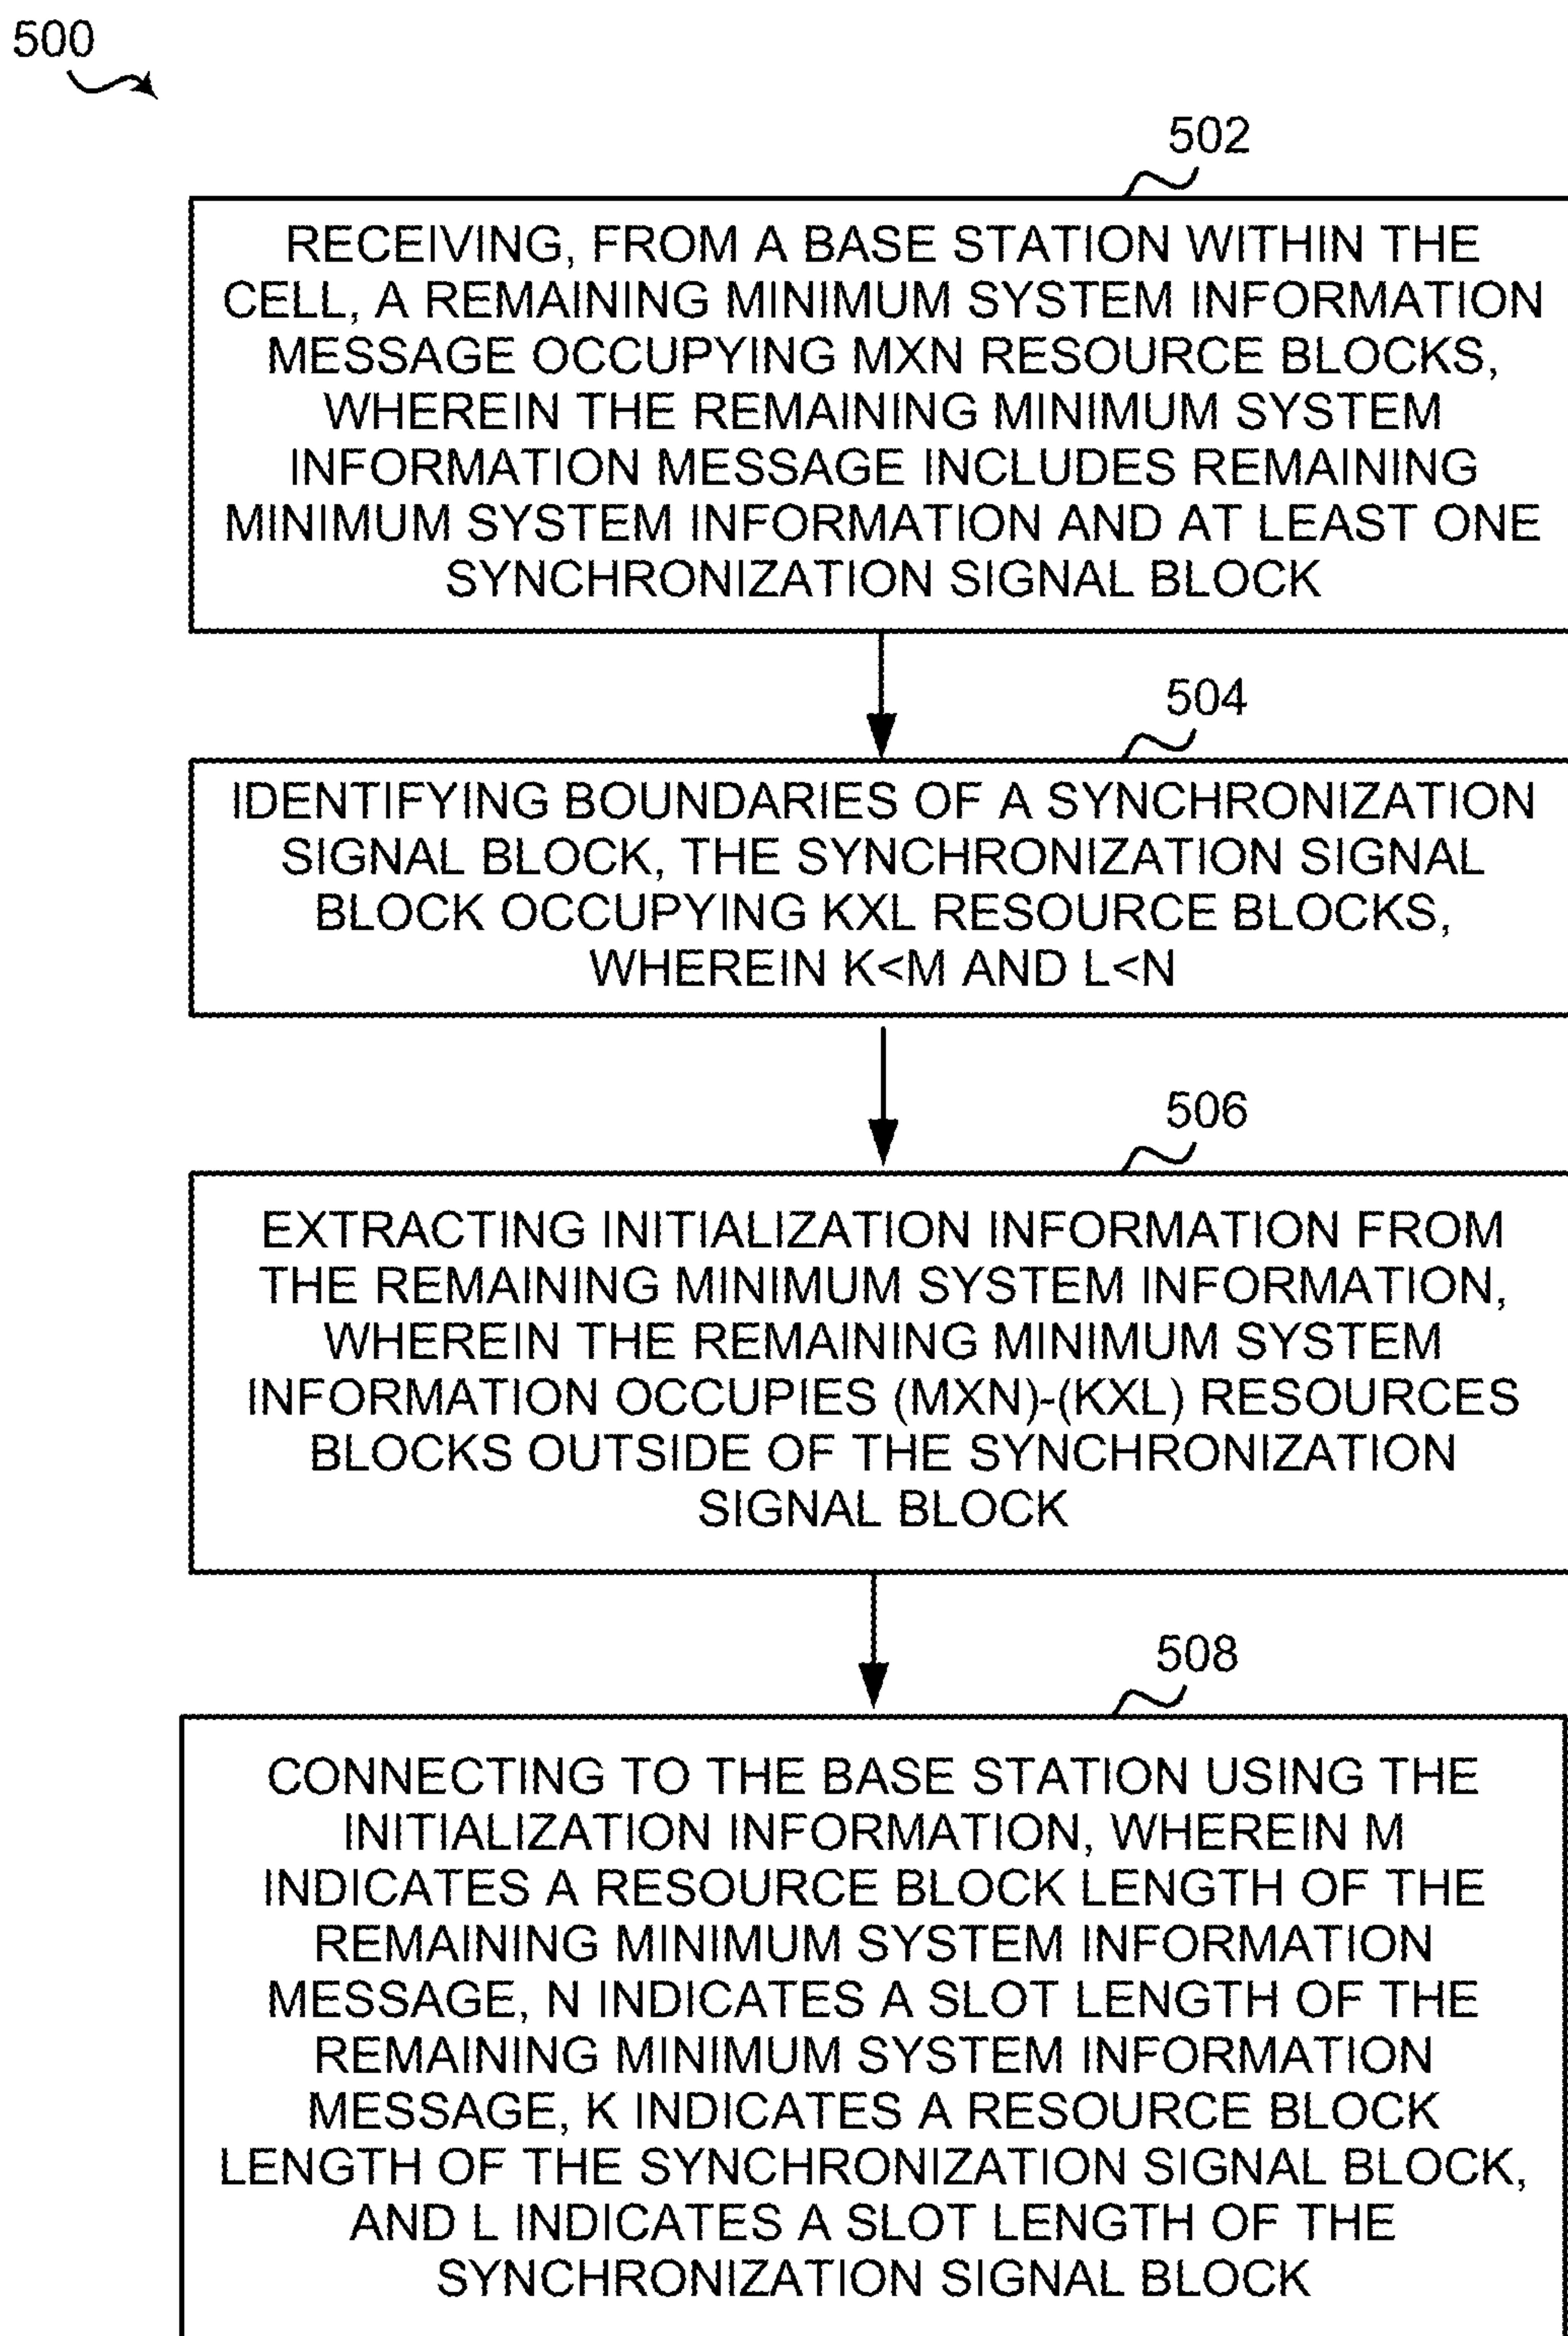 500
502
RECEIVING, FROM A BASE STATION WITHIN THE
CELL, A REMAINING MINIMUM SYSTEM INFORMATION
MESSAGE OCCUPYING MXN RESOURCE BLOCKS,
WHEREIN THE REMAINING MINIMUM SYSTEM
INFORMATION MESSAGE INCLUDES REMAINING
MINIMUM SYSTEM INFORMATION AND AT LEAST ONE
SYNCHRONIZATION SIGNAL BLOCK
504
IDENTIFYING BOUNDARIES OF A SYNCHRONIZATION
SIGNAL BLOCK, THE SYNCHRONIZATION SIGNAL
BLOCK OCCUPYING KXL RESOURCE BLOCKS,
WHEREIN K<M AND L<N
506
EXTRACTING INITIALIZATION INFORMATION FROM
THE REMAINING MINIMUM SYSTEM INFORMATION,
WHEREIN THE REMAINING MINIMUM SYSTEM
INFORMATION OCCUPIES (MXN)-(KXL) RESOURCES
BLOCKS OUTSIDE OF THE SYNCHRONIZATION
SIGNAL BLOCK
508
CONNECTING TO THE BASE STATION USING THE
INITIALIZATION INFORMATION, WHEREIN M
INDICATES A RESOURCE BLOCK LENGTH OF THE
REMAINING MINIMUM SYSTEM INFORMATION
MESSAGE, N INDICATES A SLOT LENGTH OF THE
REMAINING MINIMUM SYSTEM INFORMATION
MESSAGE, K INDICATES A RESOURCE BLOCK
LENGTH OF THE SYNCHRONIZATION SIGNAL BLOCK,
AND L INDICATES A SLOT LENGTH OF THE
SYNCHRONIZATION SIGNAL BLOCK